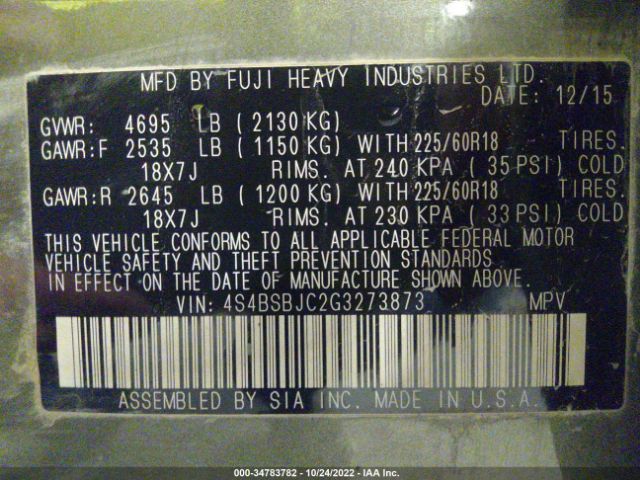 MFD BY FUJI HEAVY INDUSTRIES LTD.
DATE: 12/15
GVWR: 4695 LB ( 2130 KG)
GAWR:F 2535 LB ( 1150 KG) WITH 225/60R18 TIRES.
18X7J RIMS. AT 240 KPA ( 35 PSI) COLD
GAWR:R 2645 LB ( 1200 KG) WITH 225/60R18 TIRES.
18X7J RIMS. AT 230 KPA ( 33 PSI) COLD
THIS VEHICLE CONFORMS TO ALL APPLICABLE FEDERAL MOTOR
VEHICLE SAFETY AND THEFT PREVENTION STANDARDS
IN EFFECT ON THE DATE OF MANUFACTURE SHOWN ABOVE.
VIN: 4S4BSBJC2G3273873 MPV
ASSEMBLED BY SIA INC. MADE IN U.S.A.
000-34783782 - 10/24/2022 - IAA Inc.